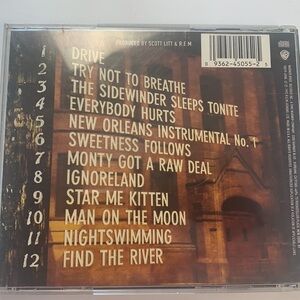 PRODUCED BY SCOTT LITT & R.E.M.
9362-45055-2
1 DRIVE
2 TRY NOT TO BREATHE
3 THE SIDEWINDER SLEEPS TONITE
4 EVERYBODY HURTS
5 NEW ORLEANS INSTRUMENTAL No. 1
6 SWEETNESS FOLLOWS
7 MONTY GOT A RAW DEAL
8 IGNORELAND
9 STAR ME KITTEN
10 MAN ON THE MOON
11 NIGHTSWIMMING
12 FIND THE RIVER